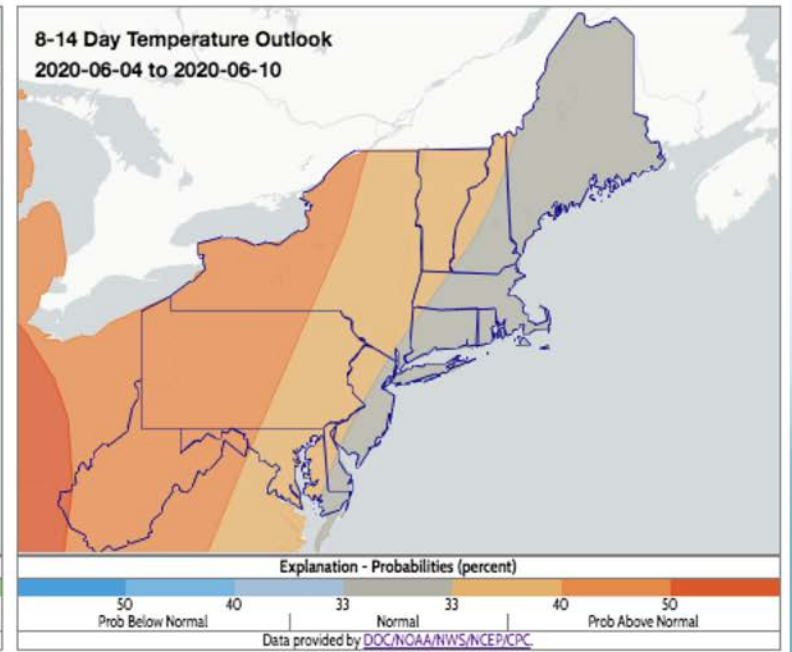 8-14 Day Temperature Outlook
2020-06-04 to 2020-06-10
Explanation - Probabilities (percent)
50 40 33 33 40 50
Prob Below Normal | Normal | Prob Above Normal
Data provided by DOC/NOAA/NWS/NCEP/CPC.